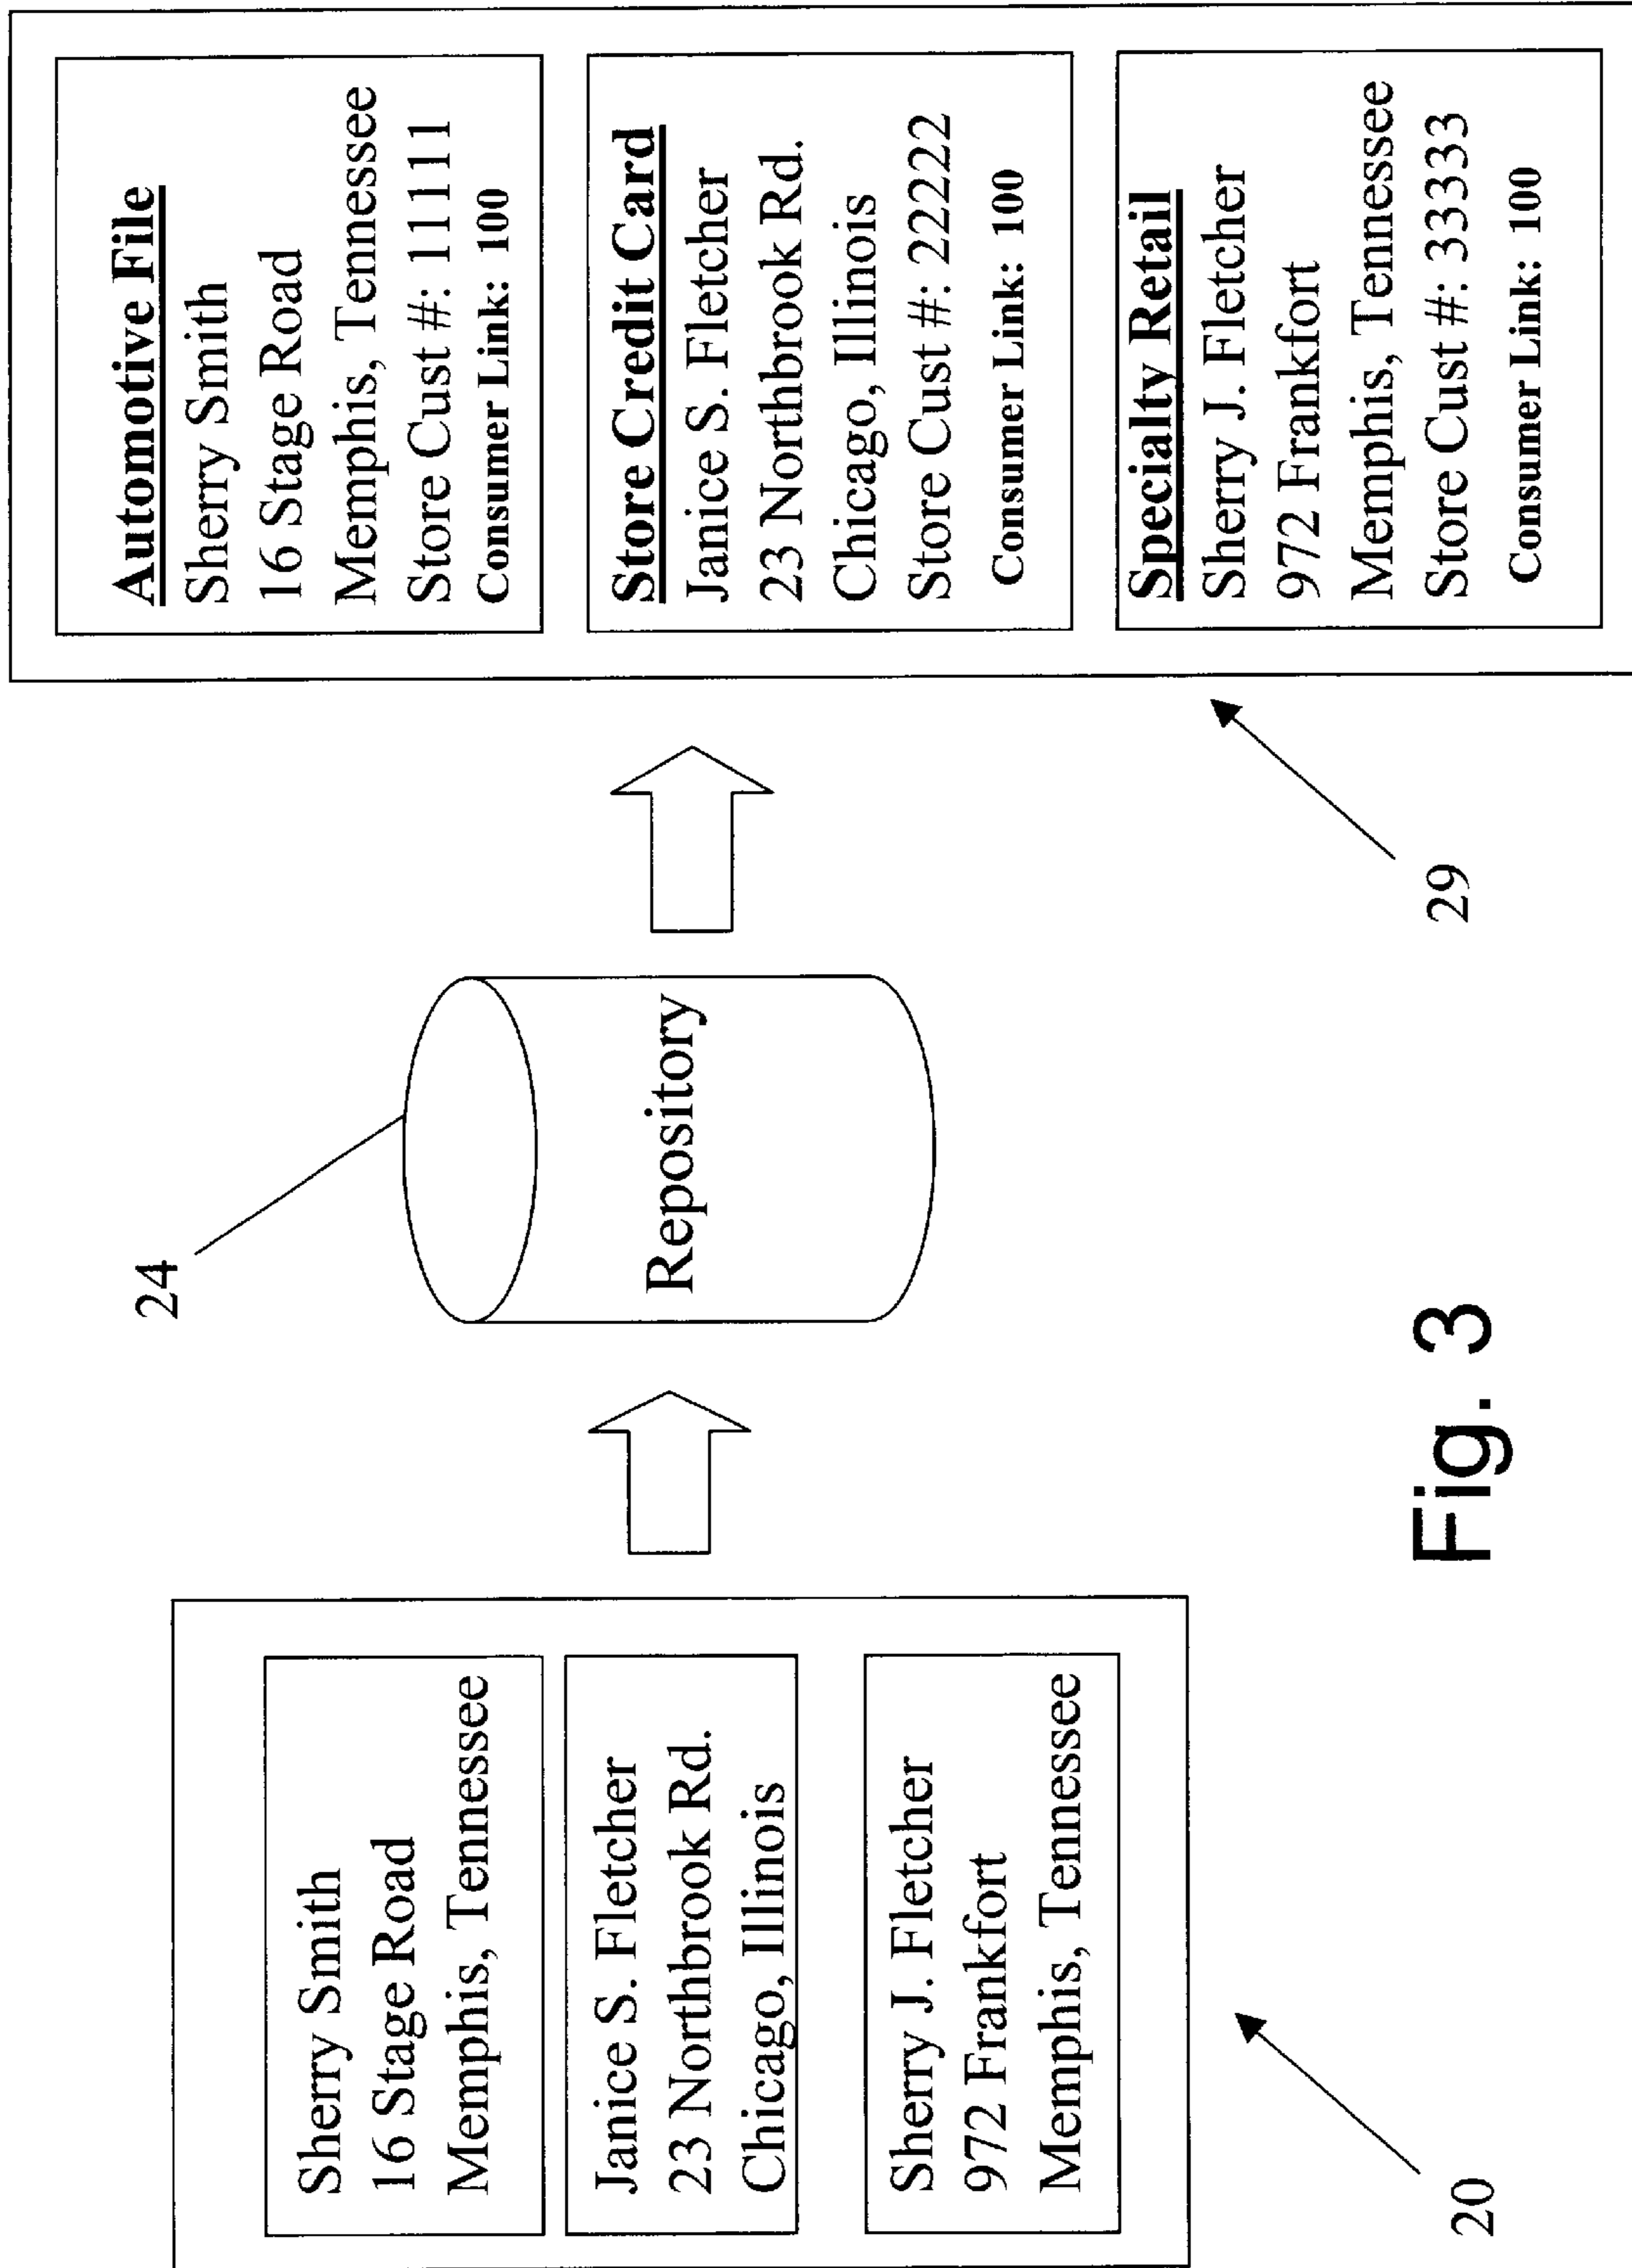 Sherry Smith
16 Stage Road
Memphis, Tennessee
Janice S. Fletcher
23 Northbrook Rd.
Chicago, Illinois
Sherry J. Fletcher
972 Frankfort
Memphis, Tennessee
20
24
Repository
Automotive File
Sherry Smith
16 Stage Road
Memphis, Tennessee
Store Cust #: 11111
Consumer Link: 100
Store Credit Card
Janice S. Fletcher
23 Northbrook Rd.
Chicago, Illinois
Store Cust #: 22222
Consumer Link: 100
Specialty Retail
Sherry J. Fletcher
972 Frankfort
Memphis, Tennessee
Store Cust #: 33333
Consumer Link: 100
29
Fig. 3